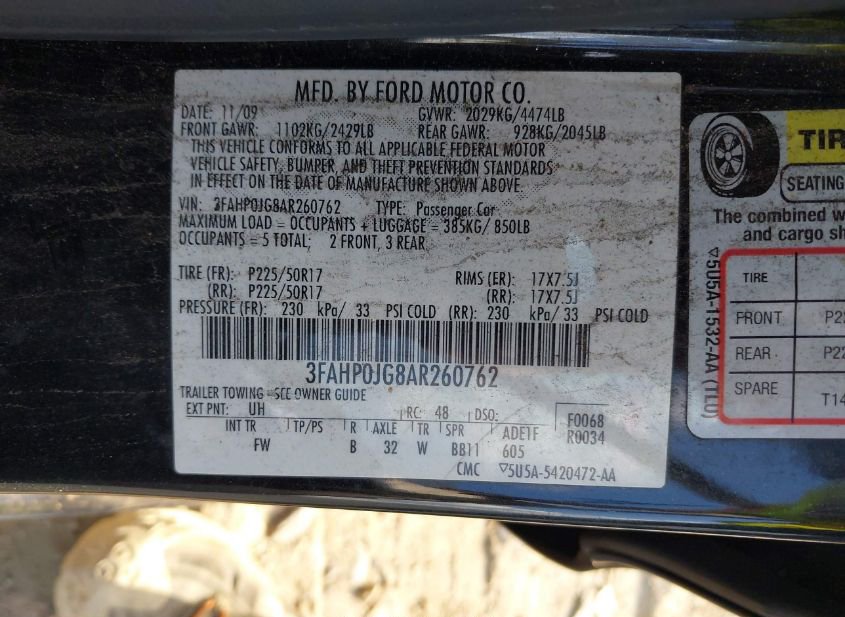 MFD. BY FORD MOTOR CO.
DATE: 11/09 GVWR: 2029KG/4474LB
FRONT GAWR: 1102KG/2429LB REAR GAWR: 928KG/2045LB
THIS VEHICLE CONFORMS TO ALL APPLICABLE FEDERAL MOTOR
VEHICLE SAFETY, BUMPER, AND THEFT PREVENTION STANDARDS
IN EFFECT ON THE DATE OF MANUFACTURE SHOWN ABOVE.
VIN: 3FAHP0JG8AR260762 TYPE: Passenger Car
MAXIMUM LOAD = OCCUPANTS + LUGGAGE = 385KG/ 850LB
OCCUPANTS = 5 TOTAL; 2 FRONT, 3 REAR
TIRE (FR): P225/50R17 RIMS (FR): 17X7.5J
(RR): P225/50R17 (RR): 17X7.5J
PRESSURE (FR): 230 kPa/ 33 PSI COLD (RR): 230 kPa/ 33 PSI COLD
3FAHP0JG8AR260762
TRAILER TOWING - SEE OWNER GUIDE
EXT PNT: UH RC: 48 DSO: F0068
R0034
INT TR TP/PS R AXLE TR SPR ADE1F
FW B 32 W BB11 605
CMC ▽5U5A-5420472-AA
TIR
SEATING
The combined w
and cargo sh
▽5U5A-1532-AA (TL0)
TIRE
FRONT P22
REAR P22
SPARE T14